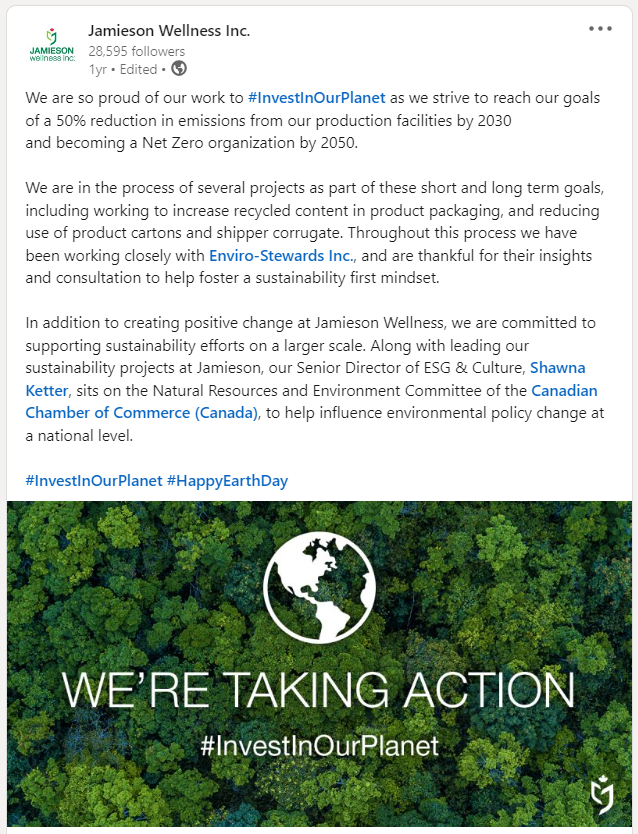 Jamieson Wellness Inc.
JAMIESON
wellness inc.
28,595 followers
1yr • Edited •
We are so proud of our work to #InvestInOurPlanet as we strive to reach our goals
of a 50% reduction in emissions from our production facilities by 2030
and becoming a Net Zero organization by 2050.
We are in the process of several projects as part of these short and long term goals,
including working to increase recycled content in product packaging, and reducing
use of product cartons and shipper corrugate. Throughout this process we have
been working closely with Enviro-Stewards Inc., and are thankful for their insights
and consultation to help foster a sustainability first mindset.
In addition to creating positive change at Jamieson Wellness, we are committed to
supporting sustainability efforts on a larger scale. Along with leading our
sustainability projects at Jamieson, our Senior Director of ESG & Culture, Shawna
Ketter, sits on the Natural Resources and Environment Committee of the Canadian
Chamber of Commerce (Canada), to help influence environmental policy change at
a national level.
#InvestInOurPlanet #HappyEarthDay
WE'RE TAKING ACTION
#InvestInOurPlanet